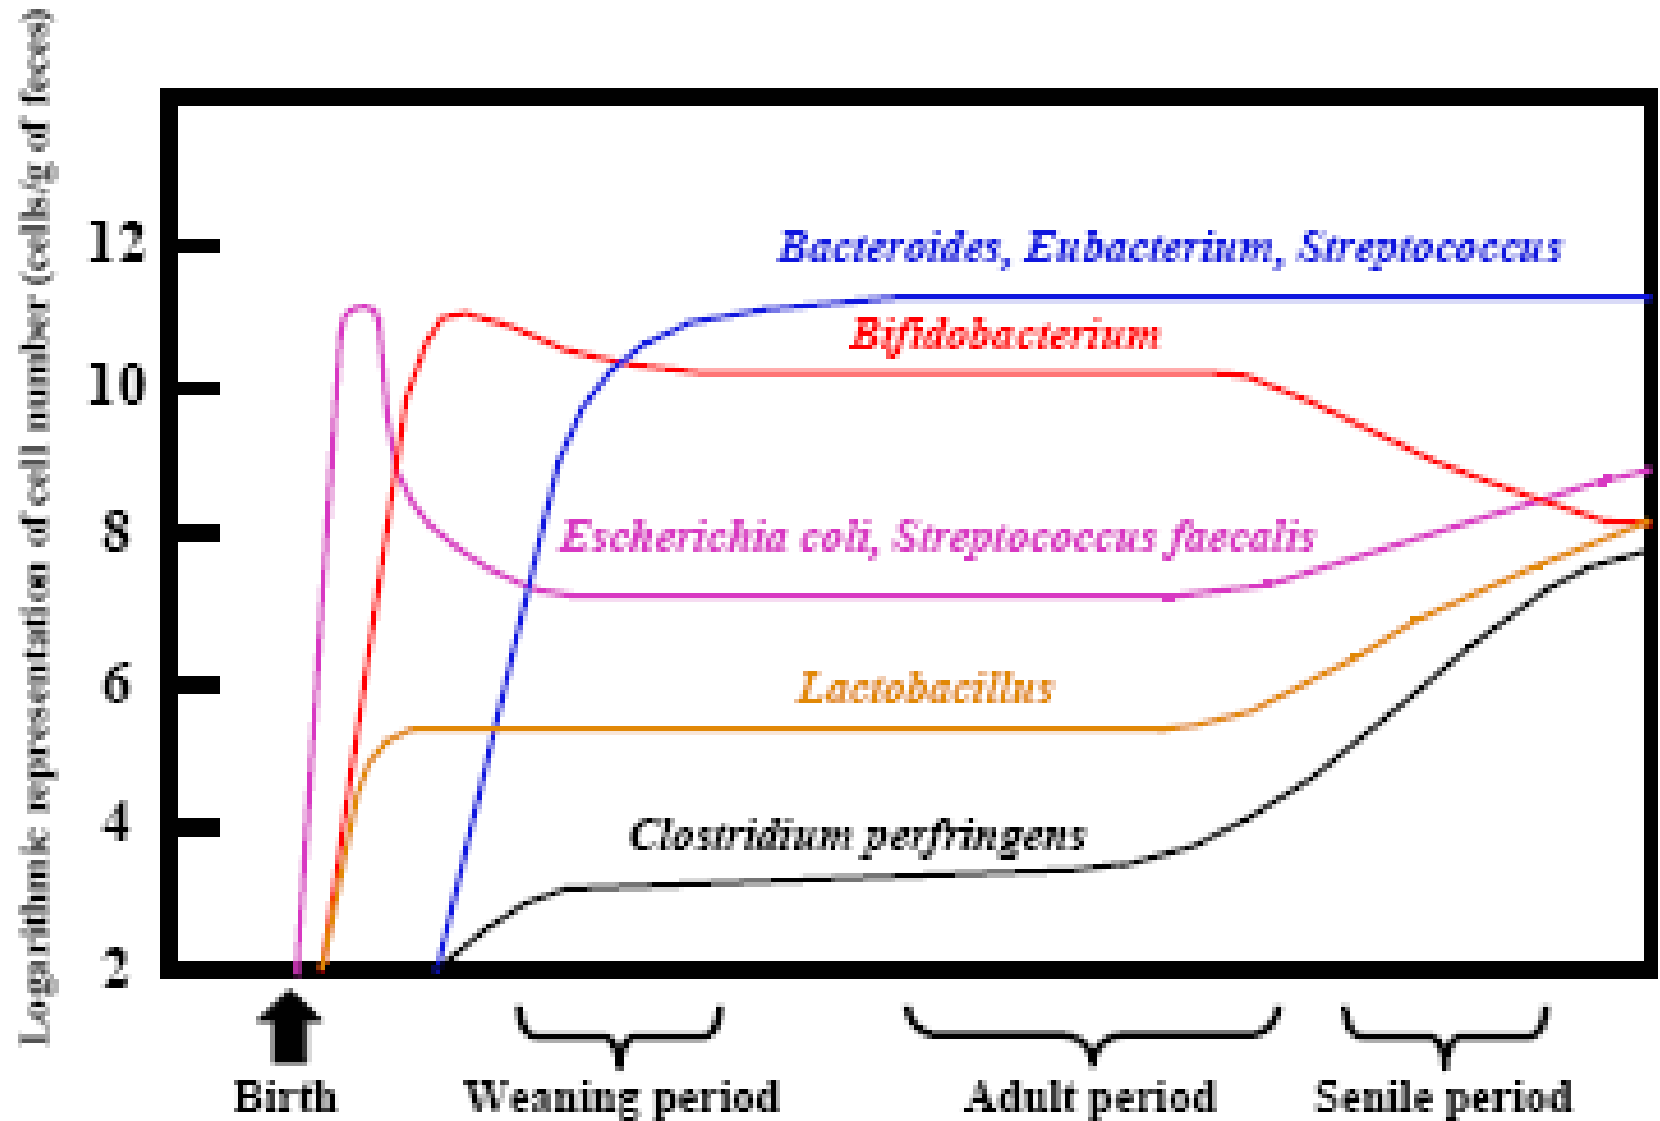 Logarithmic representation of cell number (cells/g of feces)
12
10
8
6
4
2
Bacteroides, Eubacterium, Streptococcus
Bifidobacterium
Escherichia coli, Streptococcus faecalis
Lactobacillus
Clostridium perfringens
Birth
Weaning period
Adult period
Senile period